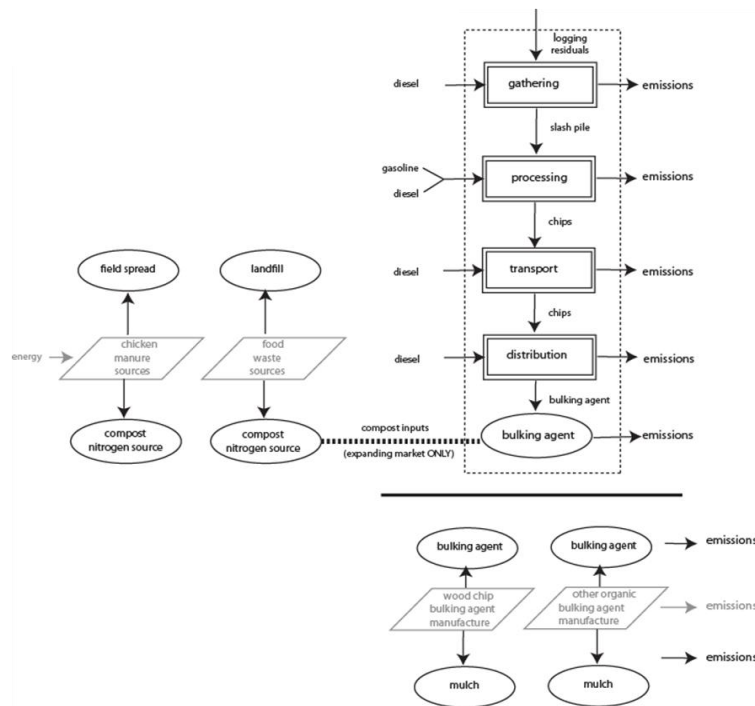 logging
residuals
diesel
gathering
emissions
slash pile
gasoline
diesel
processing
emissions
chips
field spread
landfill
diesel
transport
emissions
chips
energy
chicken
manure
sources
food
waste
sources
diesel
distribution
emissions
bulking agent
compost
nitrogen source
compost
nitrogen source
compost inputs
(expanding market ONLY)
bulking agent
emissions
bulking agent
bulking agent
emissions
wood chip
bulking agent
manufacture
other organic
bulking agent
manufacture
emissions
mulch
mulch
emissions